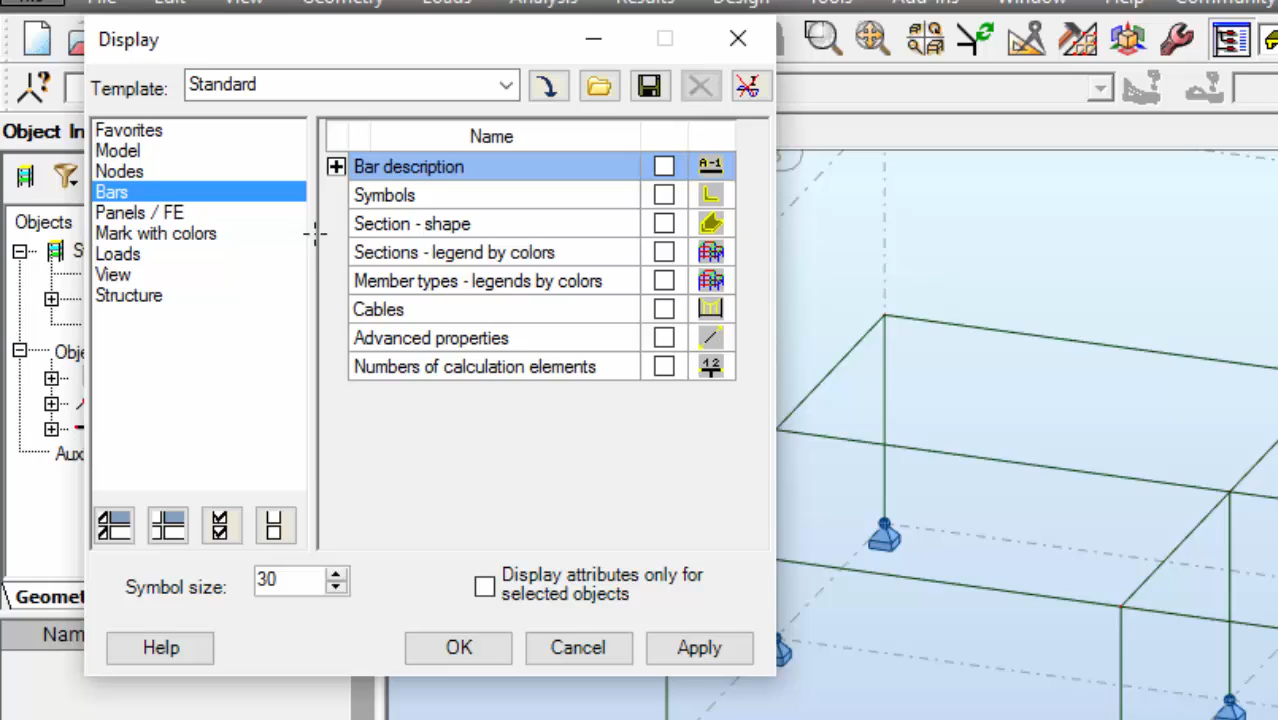 File Edit View Geometry Loads Analysis Results Design Tools Add-Ins Window Help Community
Display
Template: Standard
Object In
Objects
S
Obje
Aux
Geomet
Nam
Favorites
Model
Nodes
Bars
Panels / FE
Mark with colors
Loads
View
Structure
Name
Bar description
Symbols
Section - shape
Sections - legend by colors
Member types - legends by colors
Cables
Advanced properties
Numbers of calculation elements
Symbol size: 30
Display attributes only for
selected objects
Help OK Cancel Apply